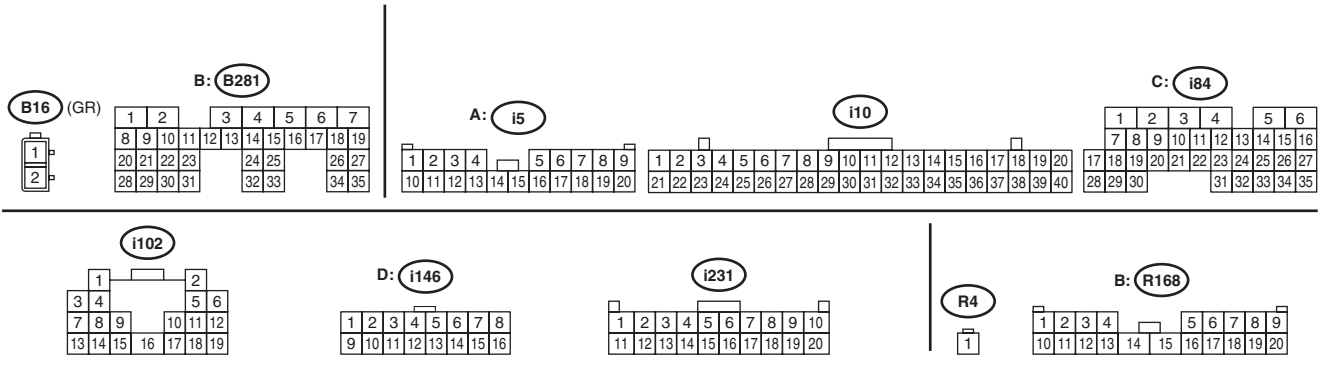 B16 (GR)
1
2
B: B281
1 2 3 4 5 6 7
8 9 10 11 12 13 14 15 16 17 18 19
20 21 22 23 24 25 26 27
28 29 30 31 32 33 34 35
A: i5
1 2 3 4 5 6 7 8 9
10 11 12 13 14 15 16 17 18 19 20
i10
1 2 3 4 5 6 7 8 9 10 11 12 13 14 15 16 17 18 19 20
21 22 23 24 25 26 27 28 29 30 31 32 33 34 35 36 37 38 39 40
C: i84
1 2 3 4 5 6
7 8 9 10 11 12 13 14 15 16
17 18 19 20 21 22 23 24 25 26 27
28 29 30 31 32 33 34 35
i102
1 2
3 4 5 6
7 8 9 10 11 12
13 14 15 16 17 18 19
D: i146
1 2 3 4 5 6 7 8
9 10 11 12 13 14 15 16
i231
1 2 3 4 5 6 7 8 9 10
11 12 13 14 15 16 17 18 19 20
R4
1
B: R168
1 2 3 4 5 6 7 8 9
10 11 12 13 14 15 16 17 18 19 20